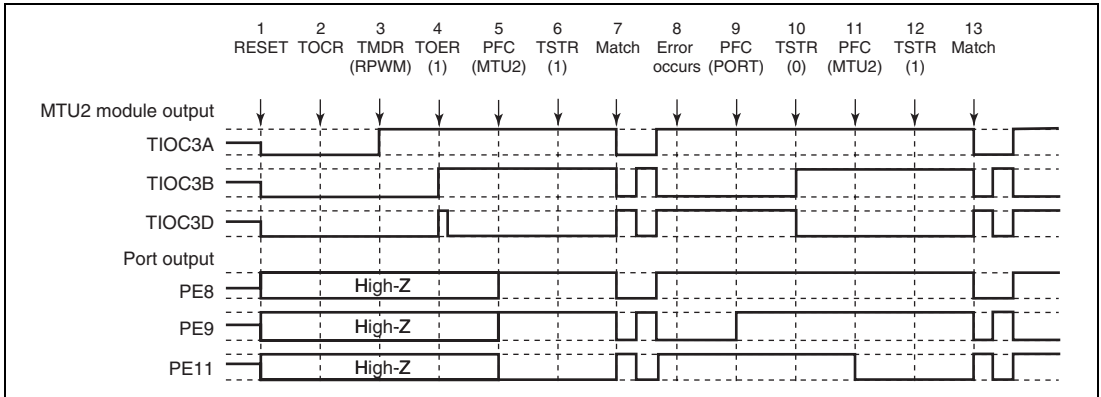 1 2 3 4 5 6 7 8 9 10 11 12 13
RESET TOCR TMDR TOER PFC TSTR Match Error PFC TSTR PFC TSTR Match
(RPWM) (1) (MTU2) (1) occurs (PORT) (0) (MTU2) (1)
MTU2 module output
TIOC3A
TIOC3B
TIOC3D
Port output
PE8 High-Z
PE9 High-Z
PE11 High-Z